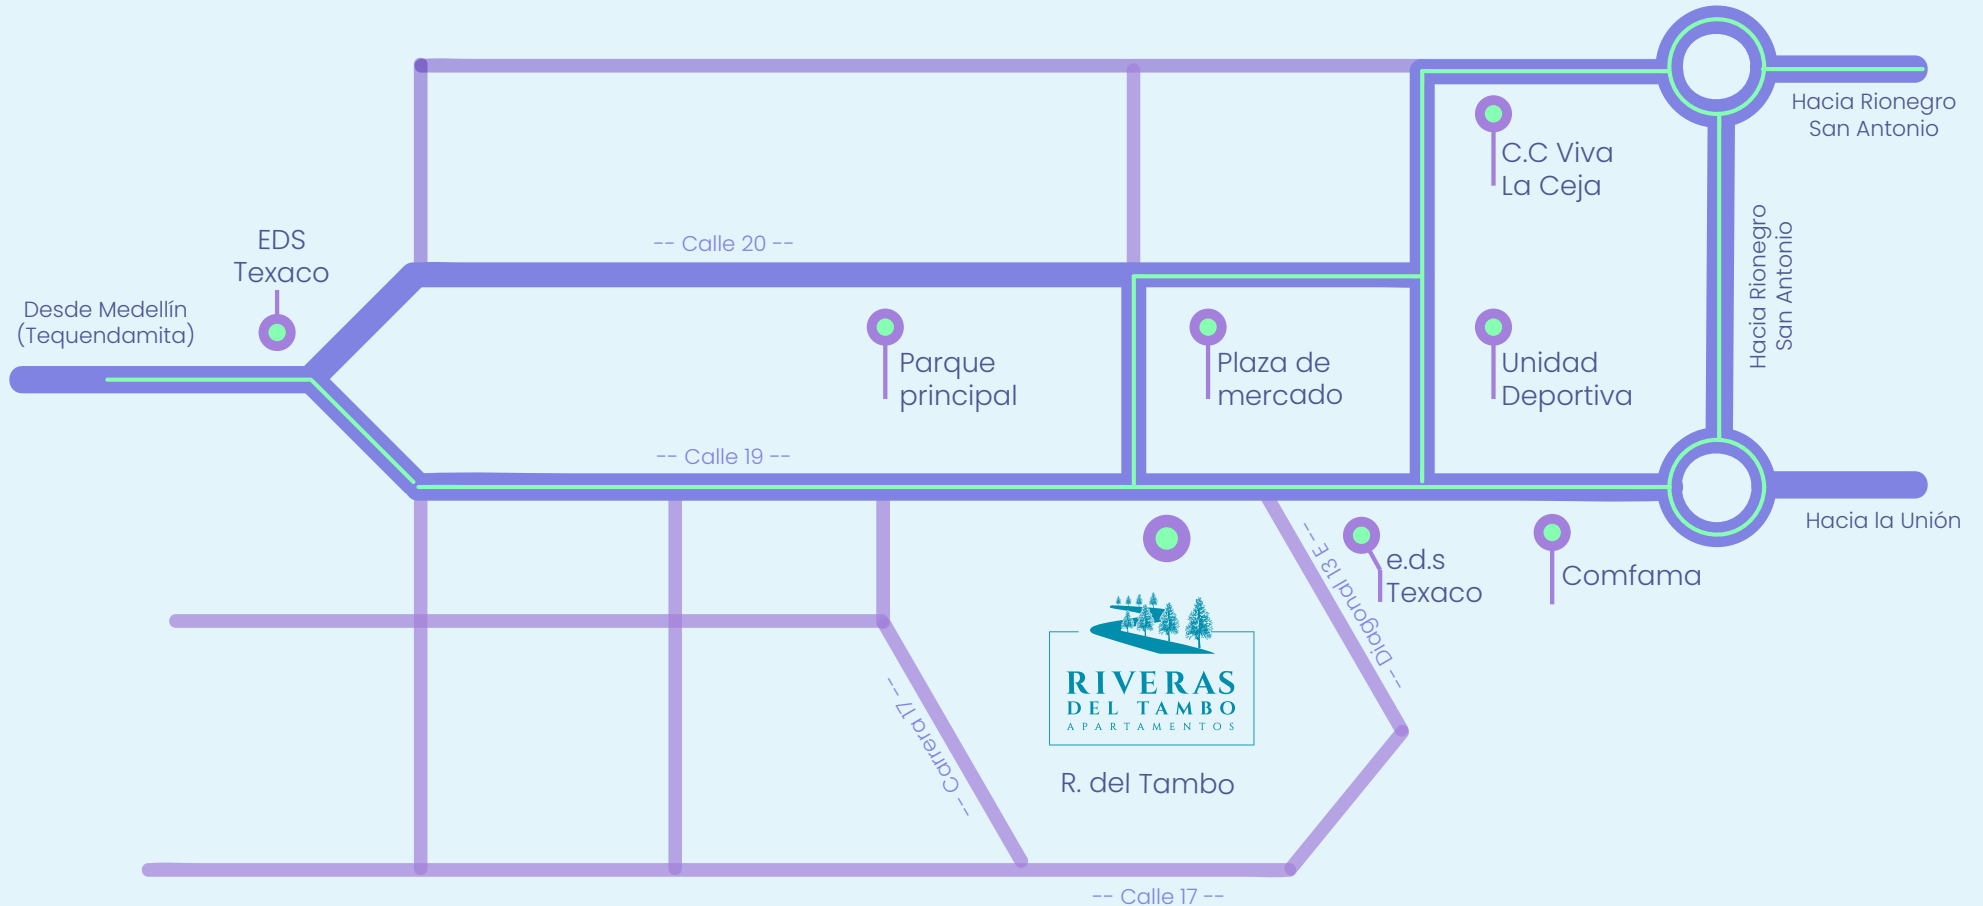 Hacia Rionegro
San Antonio
C.C Viva
La Ceja
-- Calle 20 --
EDS
Texaco
Desde Medellín
(Tequendamita)
Hacia Rionegro
San Antonio
Parque
principal
Plaza de
mercado
Unidad
Deportiva
-- Calle 19 --
Hacia la Unión
-- Diagonal 13 E --
e.d.s
Texaco
Comfama
RIVERAS
DEL TAMBO
APARTAMENTOS
-- Carrera 17 --
R. del Tambo
-- Calle 17 --